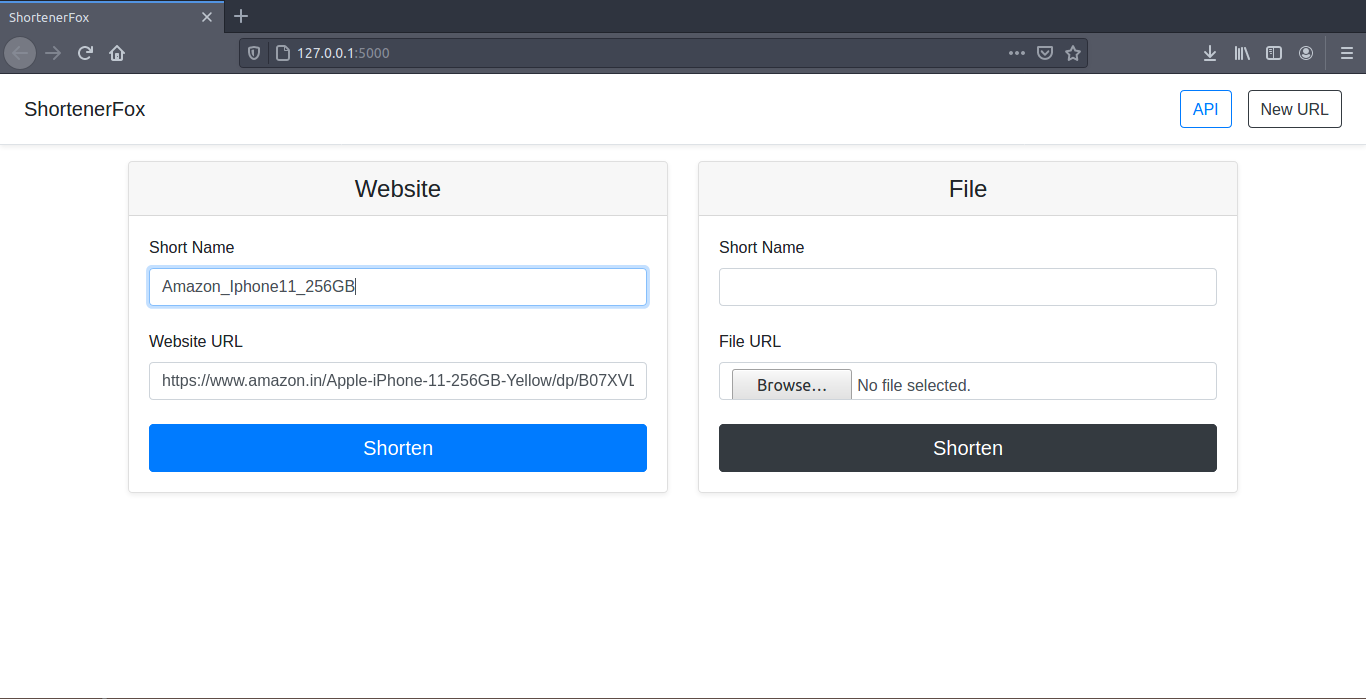 ShortenerFox
127.0.0.1:5000
ShortenerFox
API
New URL
Website
Short Name
Amazon_Iphone11_256GB
Website URL
https://www.amazon.in/Apple-iPhone-11-256GB-Yellow/dp/B07XVL
Shorten
File
Short Name
File URL
Browse...
No file selected.
Shorten